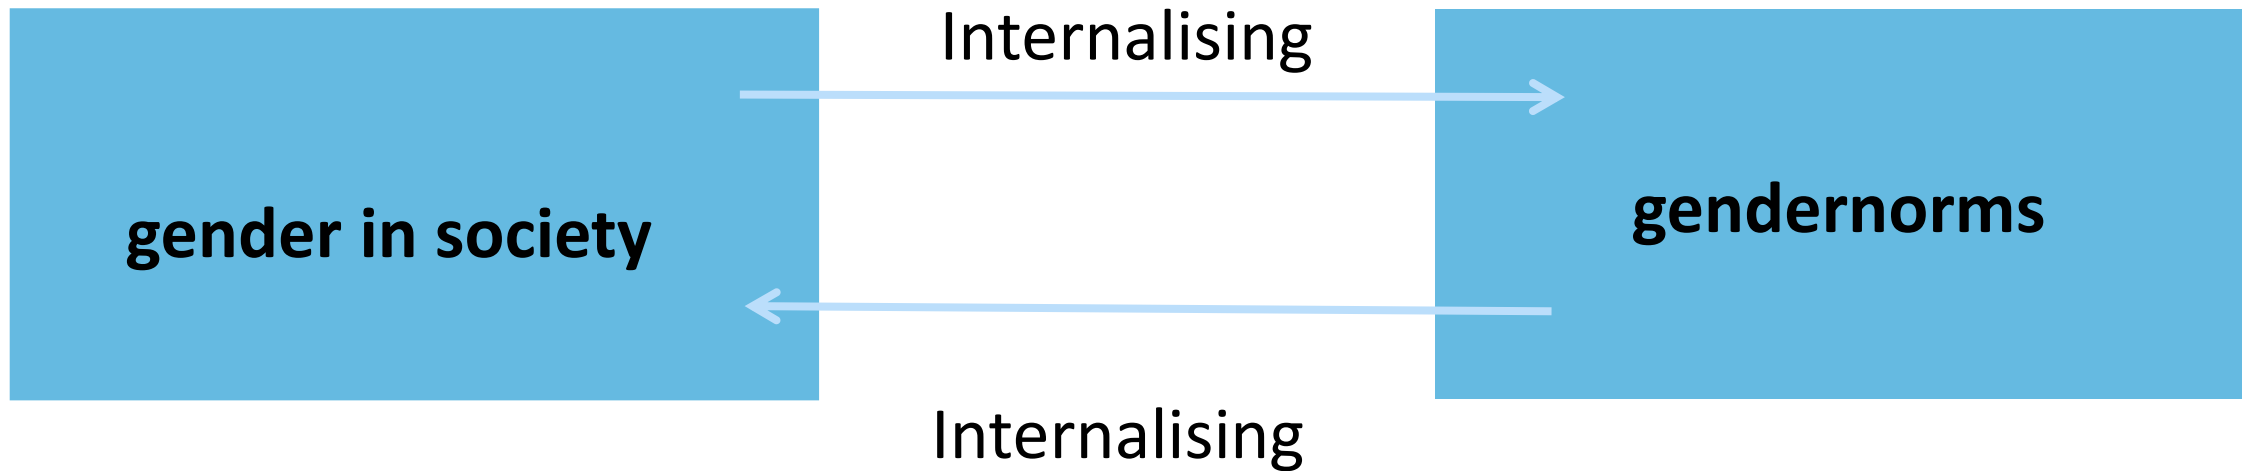 Internalising
gender in society
gendernorms
Internalising